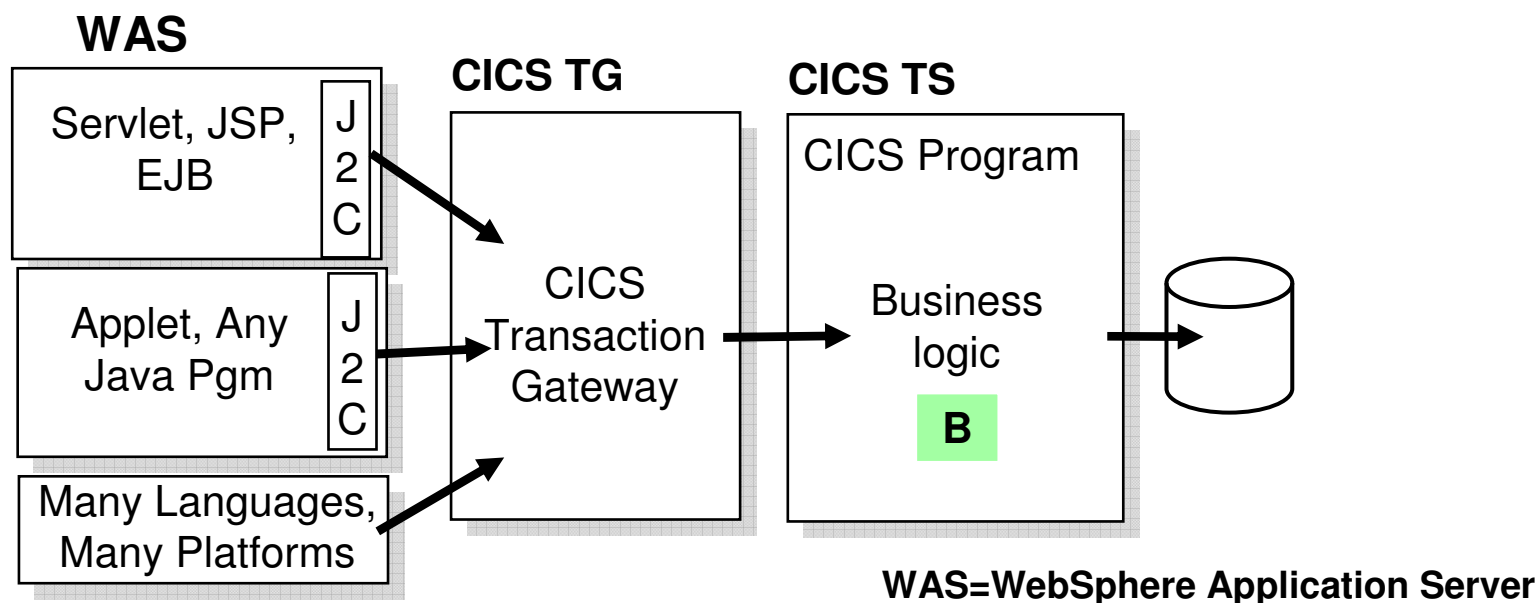 WAS
Servlet, JSP,
EJB
J
2
C
Applet, Any
Java Pgm
J
2
C
Many Languages,
Many Platforms
CICS TG
CICS
Transaction
Gateway
CICS TS
CICS Program
Business
logic
B
WAS=WebSphere Application Server